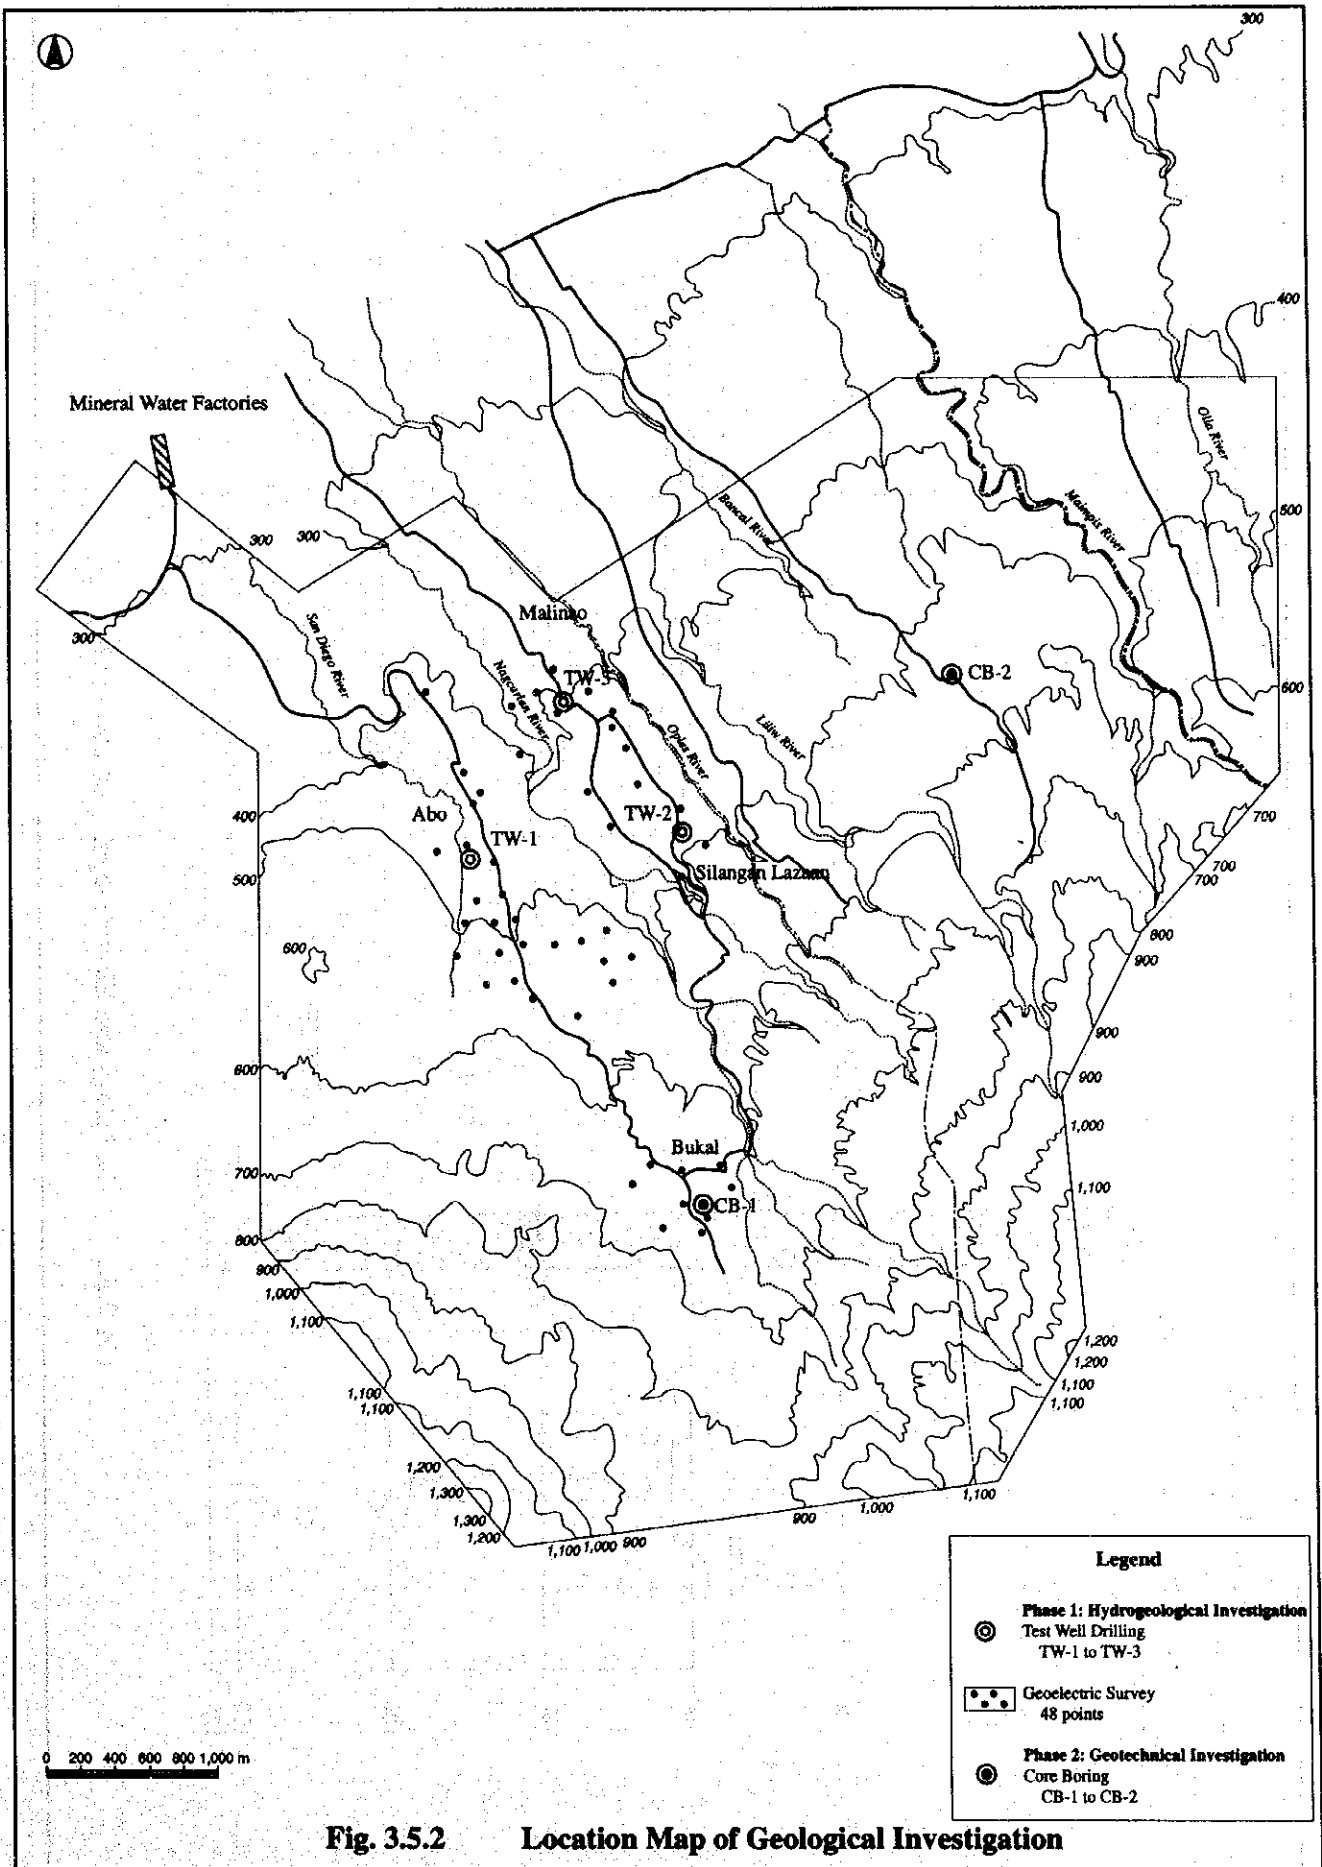 300
400
Mineral Water Factories
Olla River
Bancal River
Maimpis River
500
300
300
Malinao
San Diego River
300
Nagcarlan River
TW-3
CB-2
600
Oples River
Liliw River
400
Abo
TW-2
700
TW-1
700
700
500
Silangan Lazaan
600
800
900
900
600
900
1,000
Bukal
700
1,100
CB-1
800
900
1,000
1,100
1,200
1,200
1,100
1,100
1,100
1,100
1,200
1,300
1,300
1,200
900
1,000
1,100
1,100
1,000
900
Legend
Phase 1: Hydrogeological Investigation
Test Well Drilling
TW-1 to TW-3
Geoelectric Survey
48 points
Phase 2: Geotechnical Investigation
Core Boring
CB-1 to CB-2
0 200 400 600 800 1,000 m
Fig. 3.5.2 Location Map of Geological Investigation